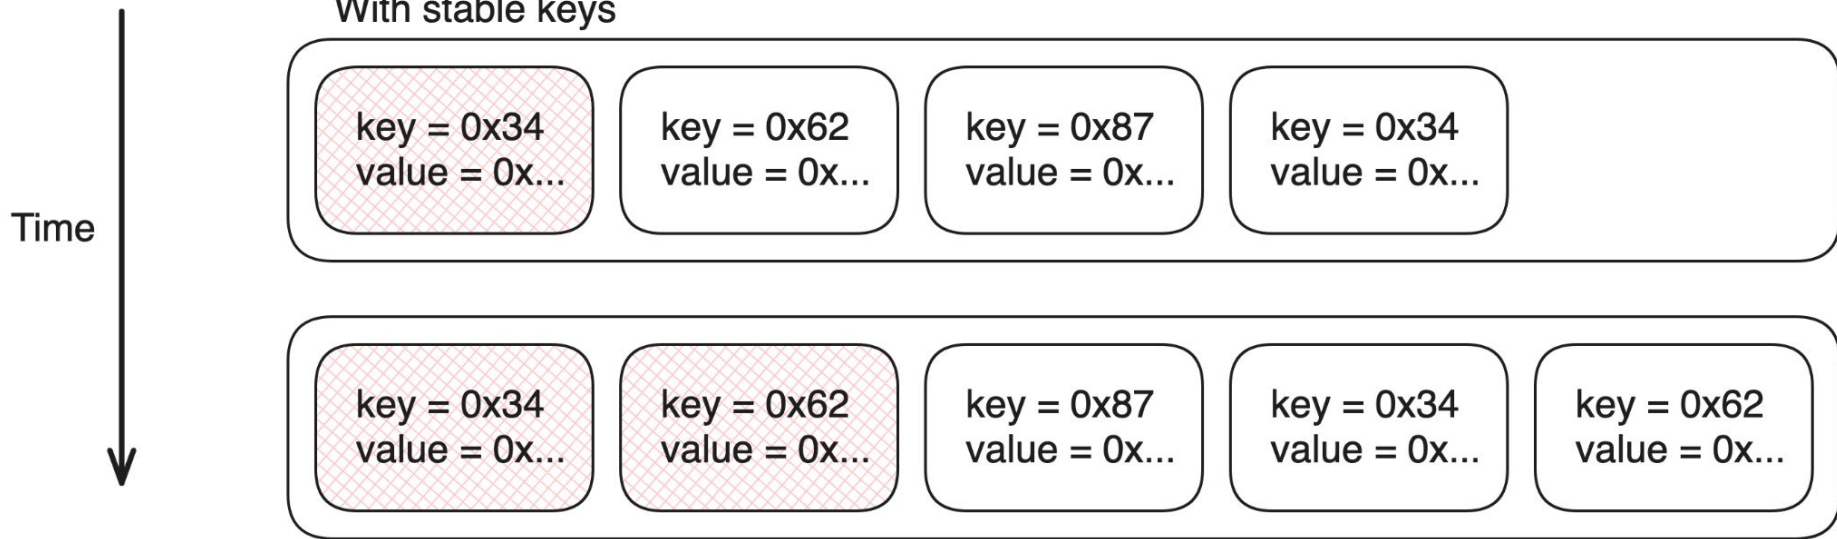 With stable keys
key = 0x34
value = 0x...
key = 0x62
value = 0x...
key = 0x87
value = 0x...
key = 0x34
value = 0x...
Time
key = 0x34
value = 0x...
key = 0x62
value = 0x...
key = 0x87
value = 0x...
key = 0x34
value = 0x...
key = 0x62
value = 0x...